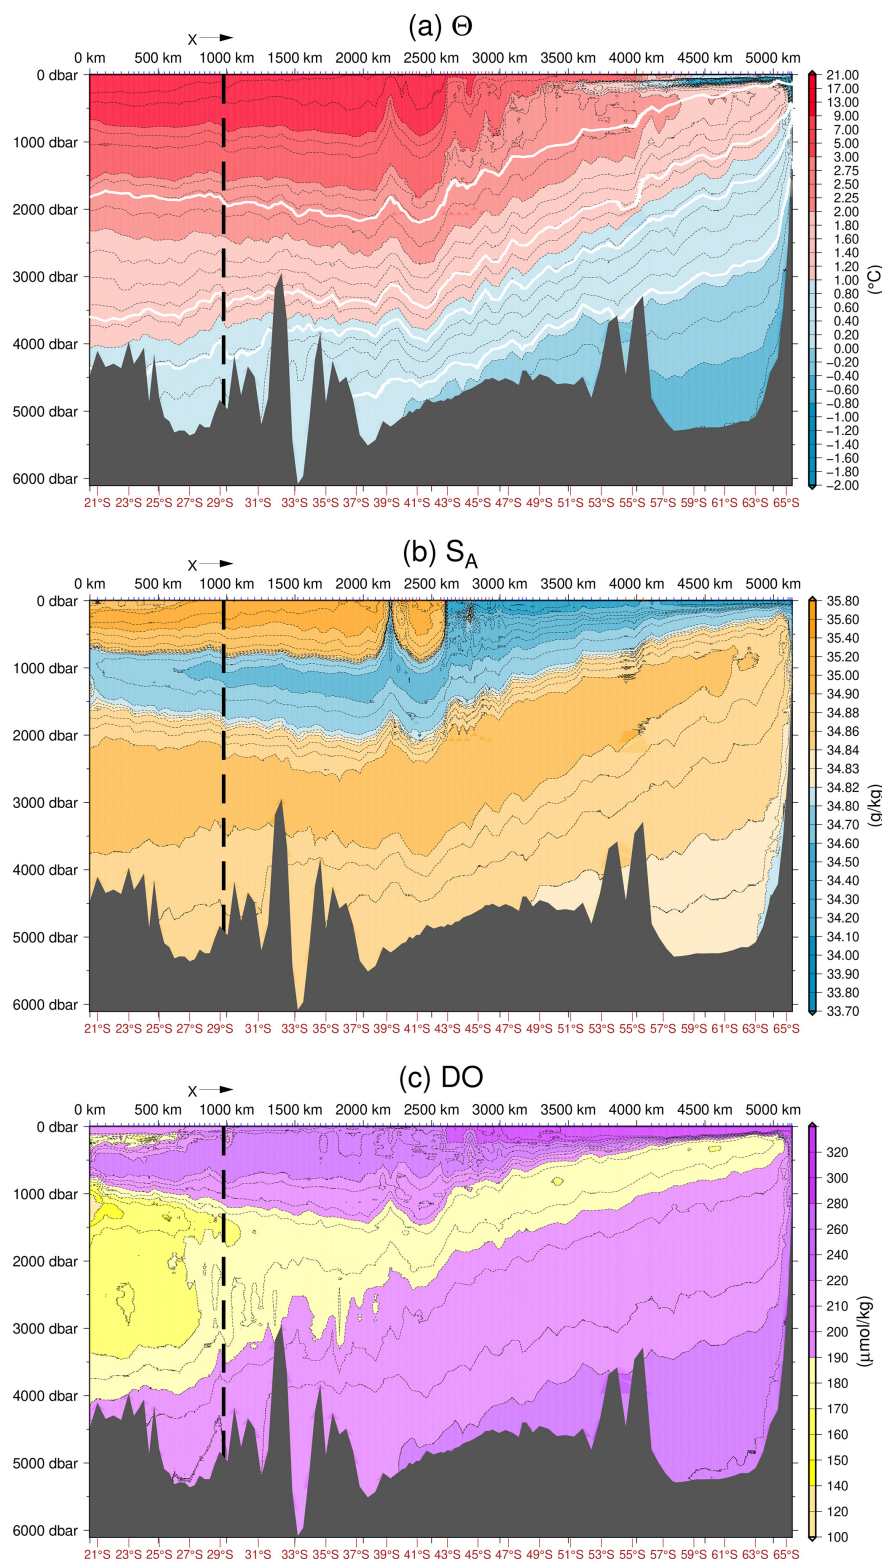 (a) Θ
X
0 km 500 km 1000 km 1500 km 2000 km 2500 km 3000 km 3500 km 4000 km 4500 km 5000 km
0 dbar
1000 dbar
2000 dbar
3000 dbar
4000 dbar
5000 dbar
6000 dbar
21°S 23°S 25°S 27°S 29°S 31°S 33°S 35°S 37°S 39°S 41°S 43°S 45°S 47°S 49°S 51°S 53°S 55°S 57°S 59°S 61°S 63°S 65°S
21.00
17.00
13.00
9.00
7.00
5.00
3.00
2.75
2.50
2.25
2.00
1.80
1.60
1.40
1.20
1.00
0.80
0.60
0.40
0.20
0.00
−0.20
−0.40
−0.60
−0.80
−1.00
−1.20
−1.40
−1.60
−1.80
−2.00
(°C)
(b) SA
X
0 km 500 km 1000 km 1500 km 2000 km 2500 km 3000 km 3500 km 4000 km 4500 km 5000 km
0 dbar
1000 dbar
2000 dbar
3000 dbar
4000 dbar
5000 dbar
6000 dbar
21°S 23°S 25°S 27°S 29°S 31°S 33°S 35°S 37°S 39°S 41°S 43°S 45°S 47°S 49°S 51°S 53°S 55°S 57°S 59°S 61°S 63°S 65°S
35.80
35.60
35.40
35.20
35.00
34.90
34.88
34.86
34.84
34.83
34.82
34.80
34.70
34.60
34.50
34.40
34.30
34.20
34.10
34.00
33.90
33.80
33.70
(g/kg)
(c) DO
X
0 km 500 km 1000 km 1500 km 2000 km 2500 km 3000 km 3500 km 4000 km 4500 km 5000 km
0 dbar
1000 dbar
2000 dbar
3000 dbar
4000 dbar
5000 dbar
6000 dbar
21°S 23°S 25°S 27°S 29°S 31°S 33°S 35°S 37°S 39°S 41°S 43°S 45°S 47°S 49°S 51°S 53°S 55°S 57°S 59°S 61°S 63°S 65°S
320
300
280
260
240
220
210
200
190
180
170
160
150
140
120
100
(µmol/kg)